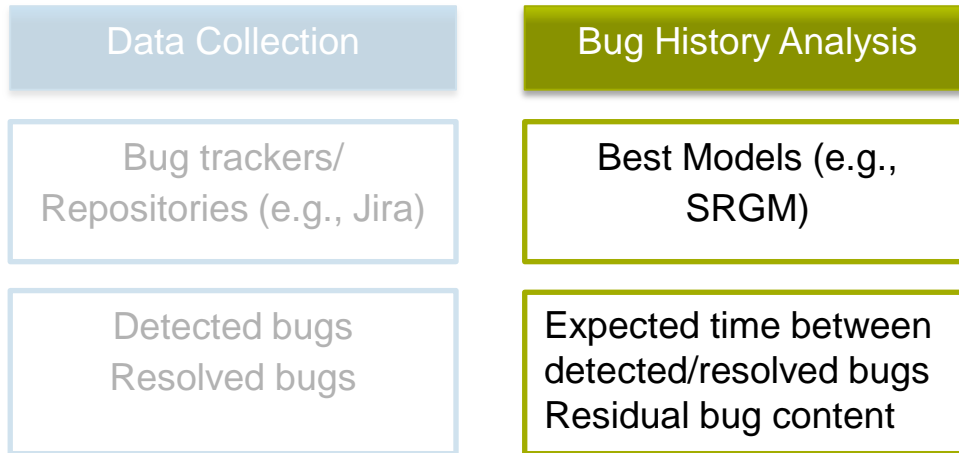 Data Collection
Bug trackers/
Repositories (e.g., Jira)
Detected bugs
Resolved bugs
Bug History Analysis
Best Models (e.g.,
SRGM)
Expected time between
detected/resolved bugs
Residual bug content